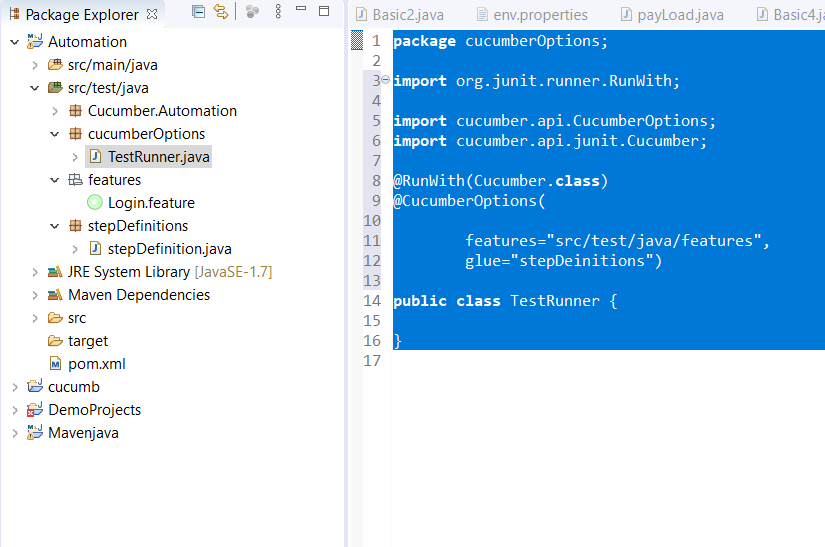 Package Explorer
Automation
src/main/java
src/test/java
Cucumber.Automation
cucumberOptions
TestRunner.java
features
Login.feature
stepDefinitions
stepDefinition.java
JRE System Library [JavaSE-1.7]
Maven Dependencies
src
target
pom.xml
cucumb
DemoProjects
Mavenjava
Basic2.java env.properties payLoad.java Basic4.ja
1 package cucumberOptions;
2
3 import org.junit.runner.RunWith;
4
5 import cucumber.api.CucumberOptions;
6 import cucumber.api.junit.Cucumber;
7
8 @RunWith(Cucumber.class)
9 @CucumberOptions(
10
11 features="src/test/java/features",
12 glue="stepDeinitions")
13
14 public class TestRunner {
15
16 }
17